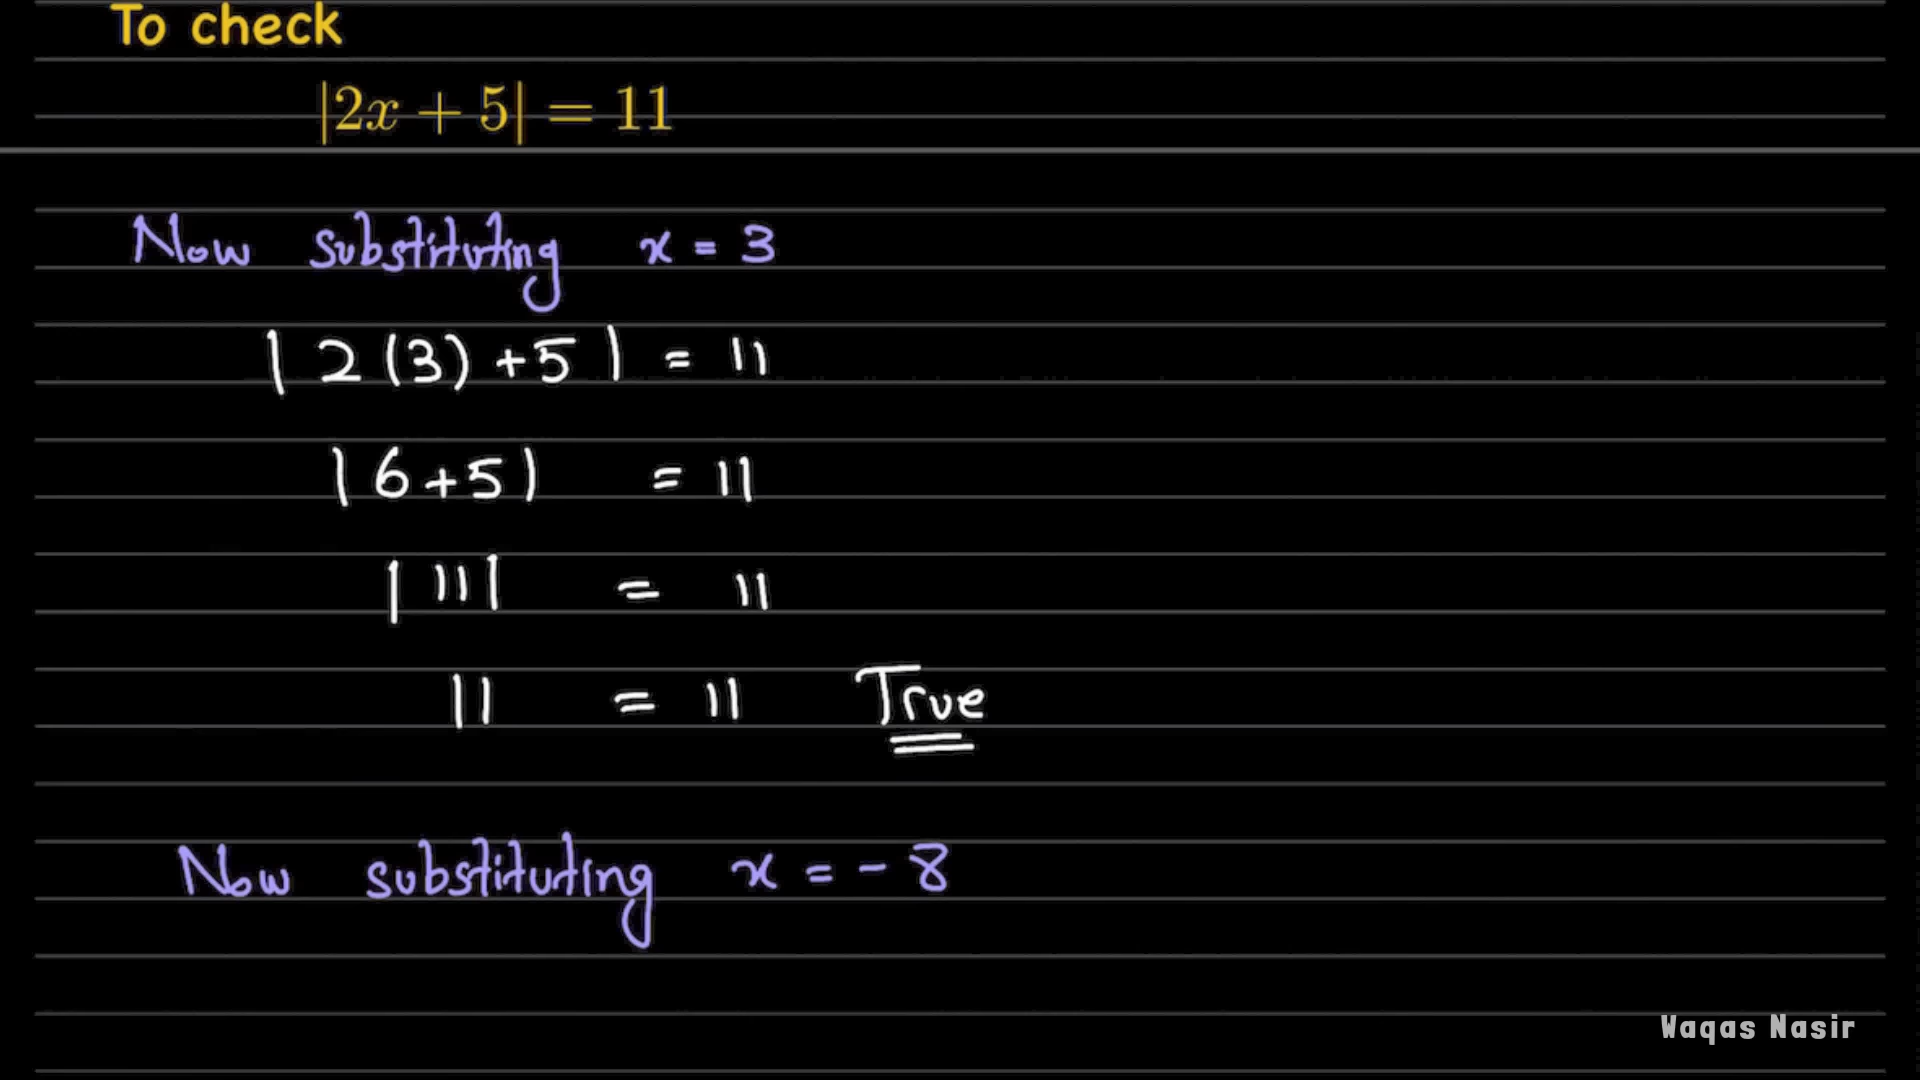 To check
|2x + 5| = 11
Now substituting x = 3
| 2 (3) + 5 | = 11
| 6 + 5 | = 11
| 11 | = 11
11 = 11 True
Now substituting x = - 8
Waqas Nasir